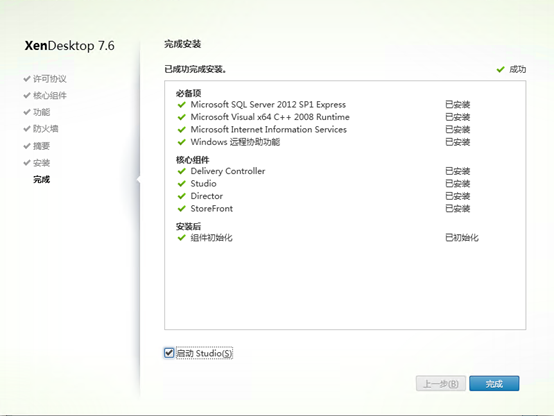 XenDesktop 7.6
许可协议
核心组件
功能
防火墙
摘要
安装
完成
完成安装
已成功完成安装。 成功
必备项
Microsoft SQL Server 2012 SP1 Express 已安装
Microsoft Visual x64 C++ 2008 Runtime 已安装
Microsoft Internet Information Services 已安装
Windows 远程协助功能 已安装
核心组件
Delivery Controller 已安装
Studio 已安装
Director 已安装
StoreFront 已安装
安装后
组件初始化 已初始化
启动 Studio(S)
上一步(B) 完成